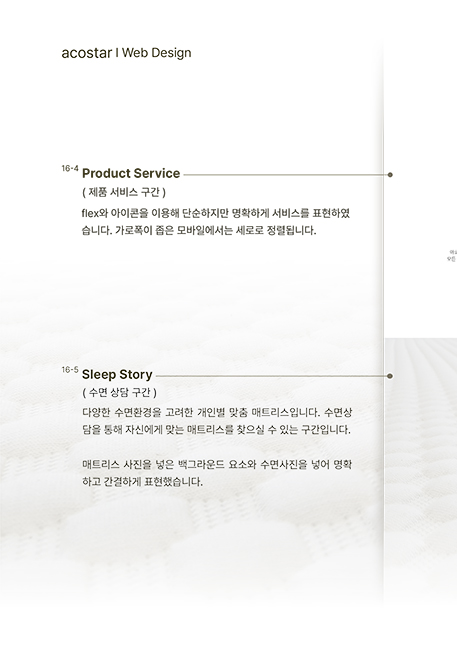 acostar | Web Design
16-4 Product Service
( 제품 서비스 구간 )
flex와 아이콘을 이용해 단순하지만 명확하게 서비스를 표현하였
습니다. 가로폭이 좁은 모바일에서는 세로로 정렬됩니다.
16-5 Sleep Story
( 수면 상담 구간 )
다양한 수면환경을 고려한 개인별 맞춤 매트리스입니다. 수면상
담을 통해 자신에게 맞는 매트리스를 찾으실 수 있는 구간입니다.
매트리스 사진을 넣은 백그라운드 요소와 수면사진을 넣어 명확
하고 간결하게 표현했습니다.